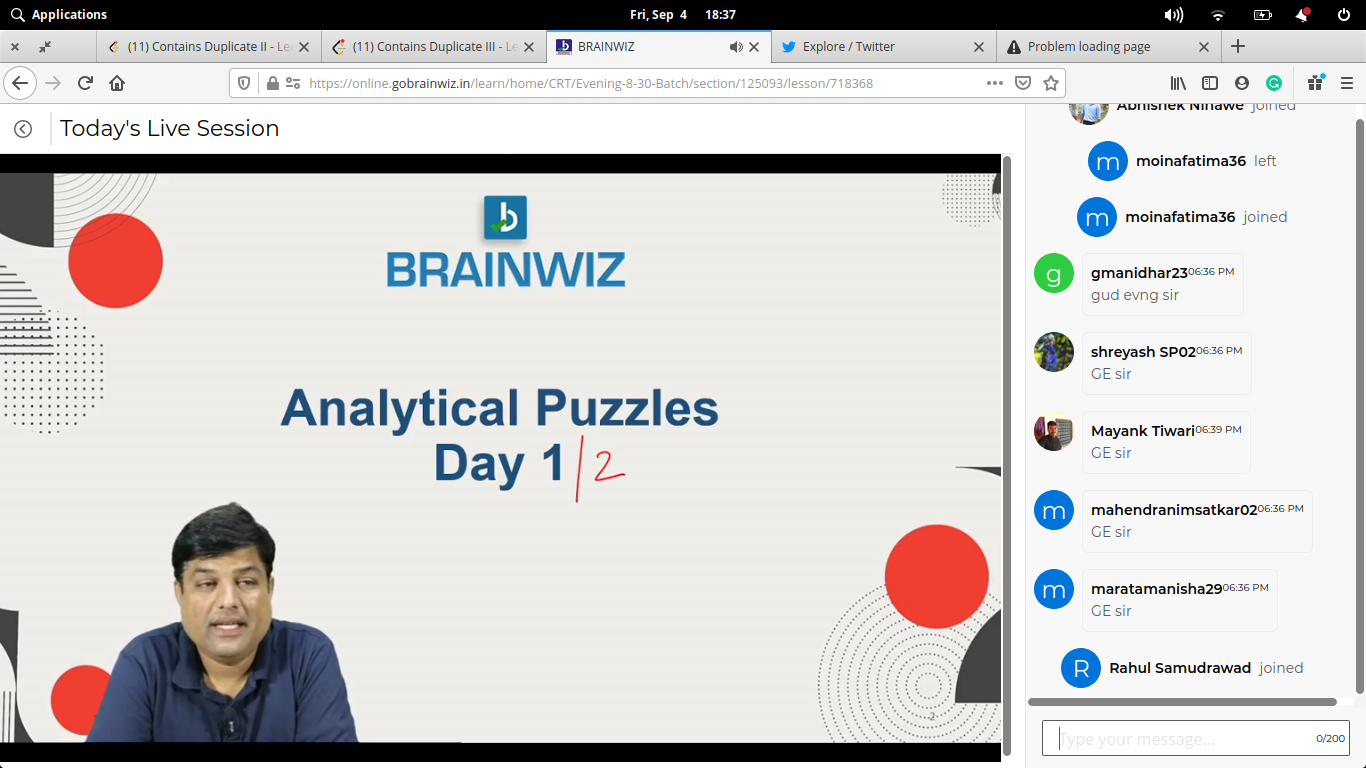 Applications
Fri, Sep 4 18:37
(11) Contains Duplicate II - Le
(11) Contains Duplicate III - Le
BRAINWIZ
Explore / Twitter
Problem loading page
https://online.gobrainwiz.in/learn/home/CRT/Evening-8-30-Batch/section/125093/lesson/718368
Today's Live Session
b
BRAINWIZ
Analytical Puzzles
Day 1/2
2
Abhishek Ninawe joined
m moinafatima36 left
m moinafatima36 joined
g gmanidhar23 06:36 PM
gud evng sir
shreyash SP02 06:36 PM
GE sir
Mayank Tiwari 06:39 PM
GE sir
m mahendranimsatkar02 06:36 PM
GE sir
m maratamanisha29 06:36 PM
GE sir
R Rahul Samudrawad joined
Type your message... 0/200